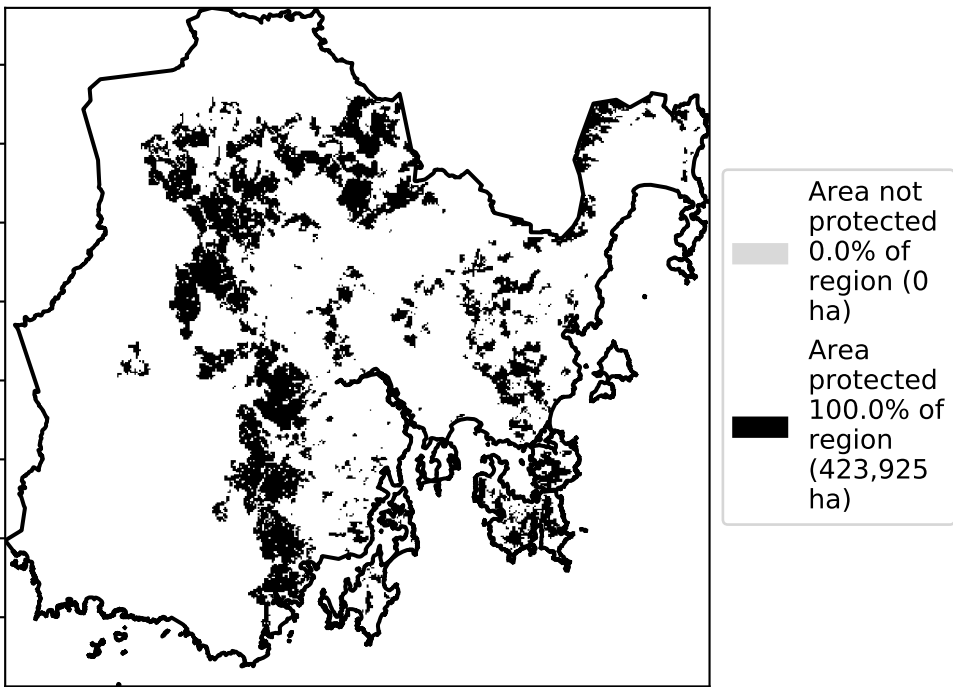 Area not
protected
0.0% of
region (0
ha)
Area
protected
100.0% of
region
(423,925
ha)